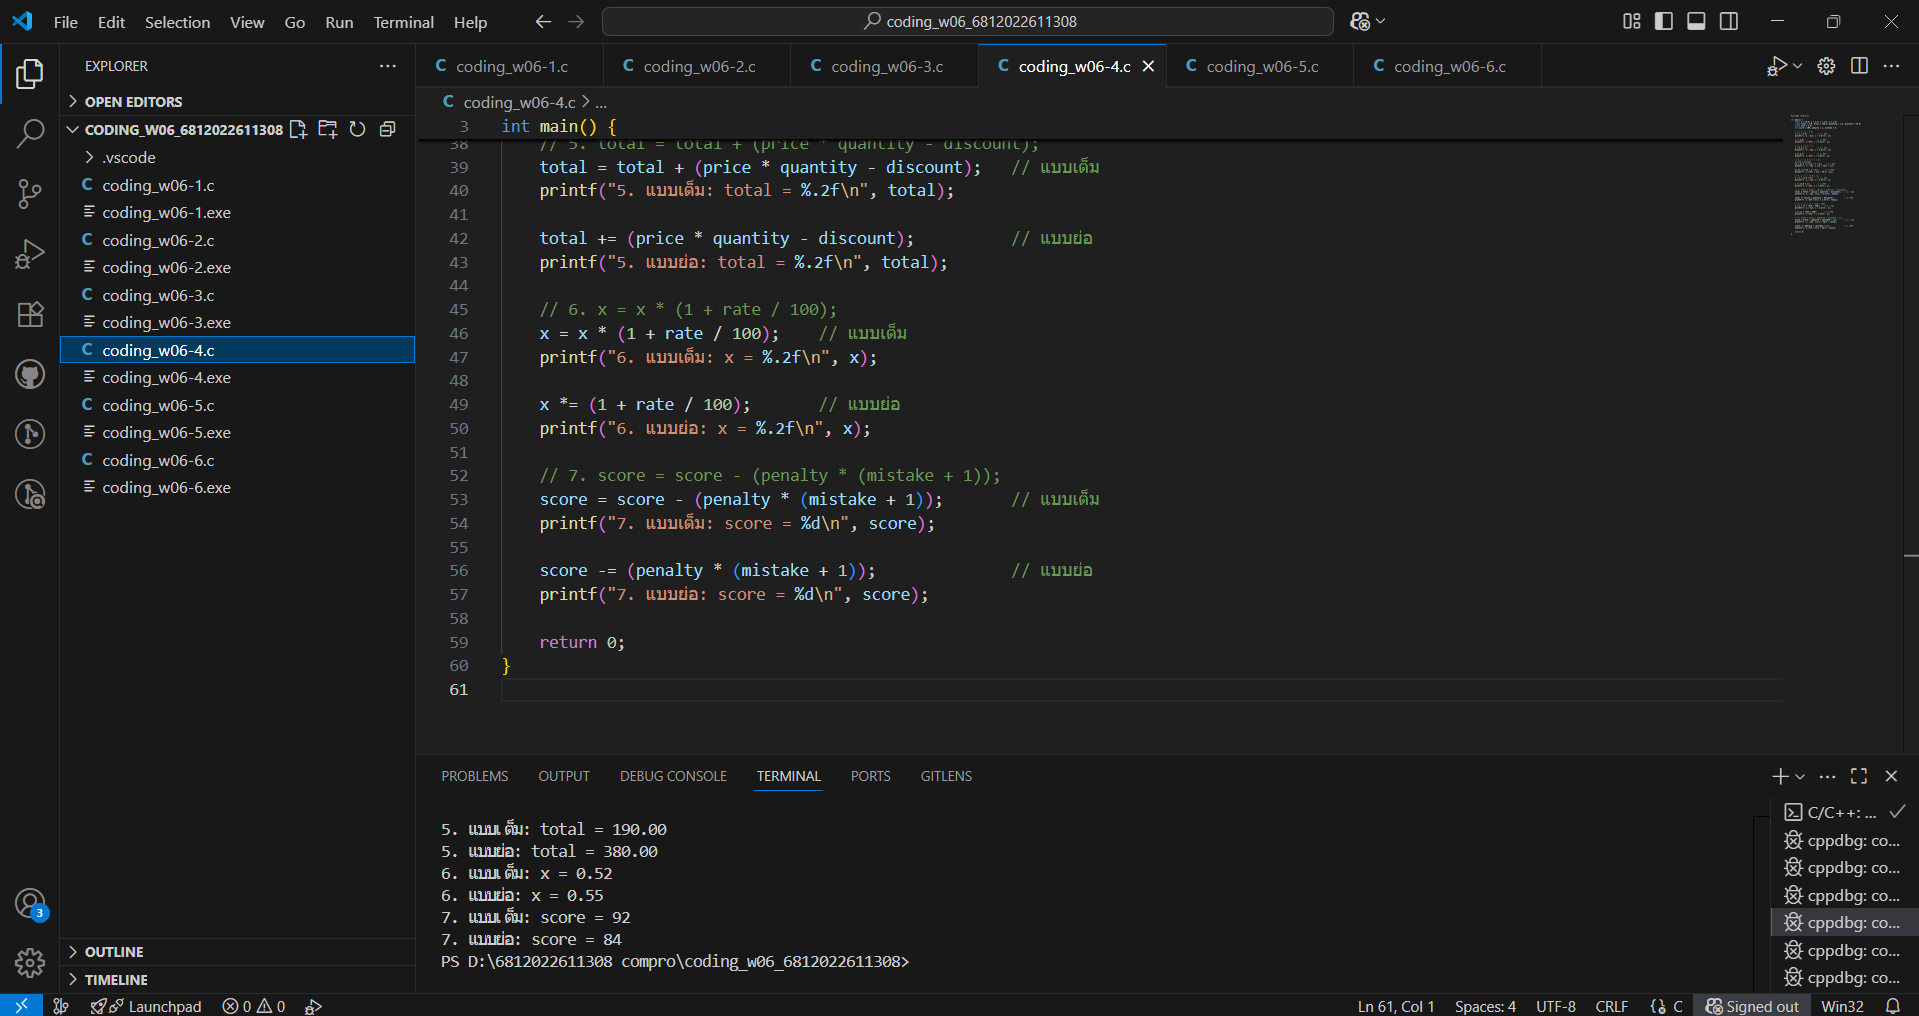 File Edit Selection View Go Run Terminal Help
coding_w06_6812022611308
EXPLORER
OPEN EDITORS
CODING_W06_6812022611308
.vscode
C coding_w06-1.c
coding_w06-1.exe
C coding_w06-2.c
coding_w06-2.exe
C coding_w06-3.c
coding_w06-3.exe
C coding_w06-4.c
coding_w06-4.exe
C coding_w06-5.c
coding_w06-5.exe
C coding_w06-6.c
coding_w06-6.exe
OUTLINE
TIMELINE
3
C coding_w06-1.c C coding_w06-2.c C coding_w06-3.c C coding_w06-4.c C coding_w06-5.c C coding_w06-6.c
C coding_w06-4.c > ...
3 int main() {
38 // 5. total = total + (price * quantity - discount);
39 total = total + (price * quantity - discount); // แบบเต็ม
40 printf("5. แบบเต็ม: total = %.2f\n", total);
41
42 total += (price * quantity - discount); // แบบย่อ
43 printf("5. แบบย่อ: total = %.2f\n", total);
44
45 // 6. x = x * (1 + rate / 100);
46 x = x * (1 + rate / 100); // แบบเต็ม
47 printf("6. แบบเต็ม: x = %.2f\n", x);
48
49 x *= (1 + rate / 100); // แบบย่อ
50 printf("6. แบบย่อ: x = %.2f\n", x);
51
52 // 7. score = score - (penalty * (mistake + 1));
53 score = score - (penalty * (mistake + 1)); // แบบเต็ม
54 printf("7. แบบเต็ม: score = %d\n", score);
55
56 score -= (penalty * (mistake + 1)); // แบบย่อ
57 printf("7. แบบย่อ: score = %d\n", score);
58
59 return 0;
60 }
61
PROBLEMS OUTPUT DEBUG CONSOLE TERMINAL PORTS GITLENS
5. แบบเต็ม: total = 190.00
5. แบบย่อ: total = 380.00
6. แบบเต็ม: x = 0.52
6. แบบย่อ: x = 0.55
7. แบบเต็ม: score = 92
7. แบบย่อ: score = 84
PS D:\6812022611308 compro\coding_w06_6812022611308>
C/C++: ...
cppdbg: co...
cppdbg: co...
cppdbg: co...
cppdbg: co...
cppdbg: co...
cppdbg: co...
Launchpad 0 0 Ln 61, Col 1 Spaces: 4 UTF-8 CRLF {} C Signed out Win32